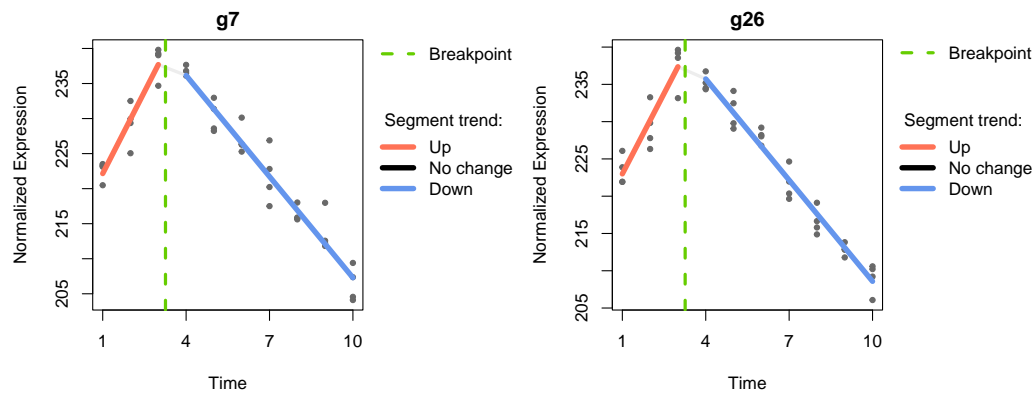 g7
Normalized Expression
235
225
215
205
1 4 7 10
Time
Breakpoint
Segment trend:
Up
No change
Down
g26
Normalized Expression
235
225
215
205
1 4 7 10
Time
Breakpoint
Segment trend:
Up
No change
Down